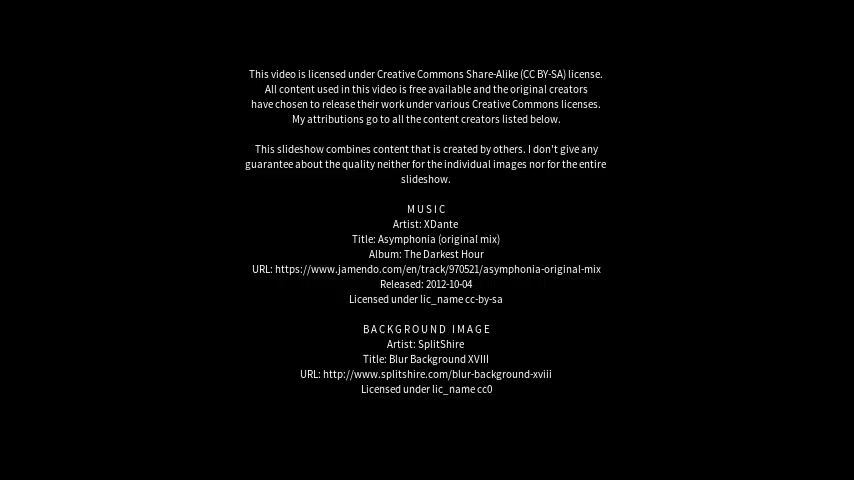 This video is licensed under Creative Commons Share-Alike (CC BY-SA) license.
All content used in this video is free available and the original creators
have chosen to release their work under various Creative Commons licenses.
My attributions go to all the content creators listed below.
This slideshow combines content that is created by others. I don't give any
guarantee about the quality neither for the individual images nor for the entire
slideshow.
MUSIC
Artist: XDante
Title: Asymphonia (original mix)
Album: The Darkest Hour
URL: https://www.jamendo.com/en/track/970521/asymphonia-original-mix
Released: 2012-10-04
Licensed under lic_name cc-by-sa
BACKGROUND IMAGE
Artist: SplitShire
Title: Blur Background XVIII
URL: http://www.splitshire.com/blur-background-xviii
Licensed under lic_name cc0